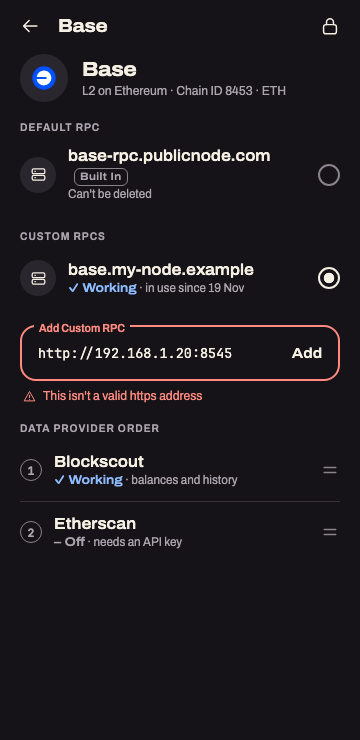 Base
Base
L2 on Ethereum · Chain ID 8453 · ETH
DEFAULT RPC
base-rpc.publicnode.com
Built In
Can't be deleted
CUSTOM RPCS
base.my-node.example
✓ Working · in use since 19 Nov
Add Custom RPC
http://192.168.1.20:8545 Add
This isn't a valid https address
DATA PROVIDER ORDER
1 Blockscout
✓ Working · balances and history
2 Etherscan
– Off · needs an API key